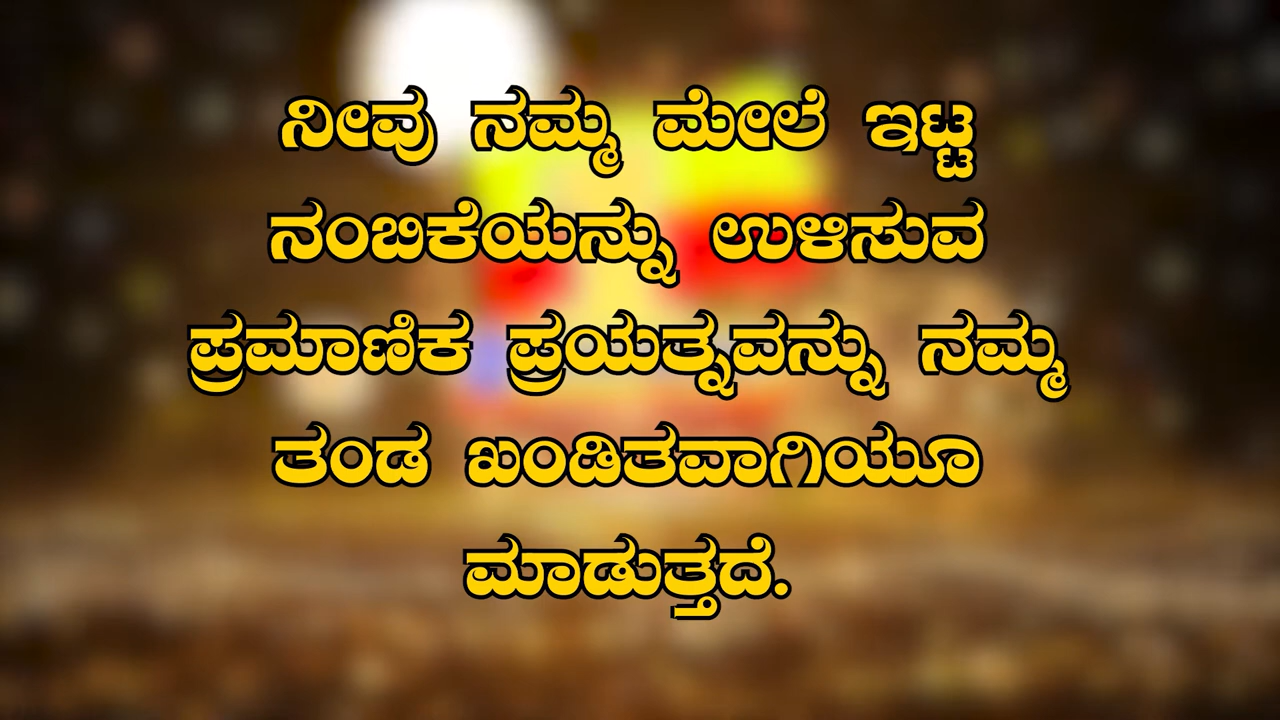 ನೀವು ನಮ್ಮ ಮೇಲೆ ಇಟ್ಟ
ನಂಬಿಕೆಯನ್ನು ಉಳಿಸುವ
ಪ್ರಮಾಣಿಕ ಪ್ರಯತ್ನವನ್ನು ನಮ್ಮ
ತಂಡ ಖಂಡಿತವಾಗಿಯೂ
ಮಾಡುತ್ತದೆ.